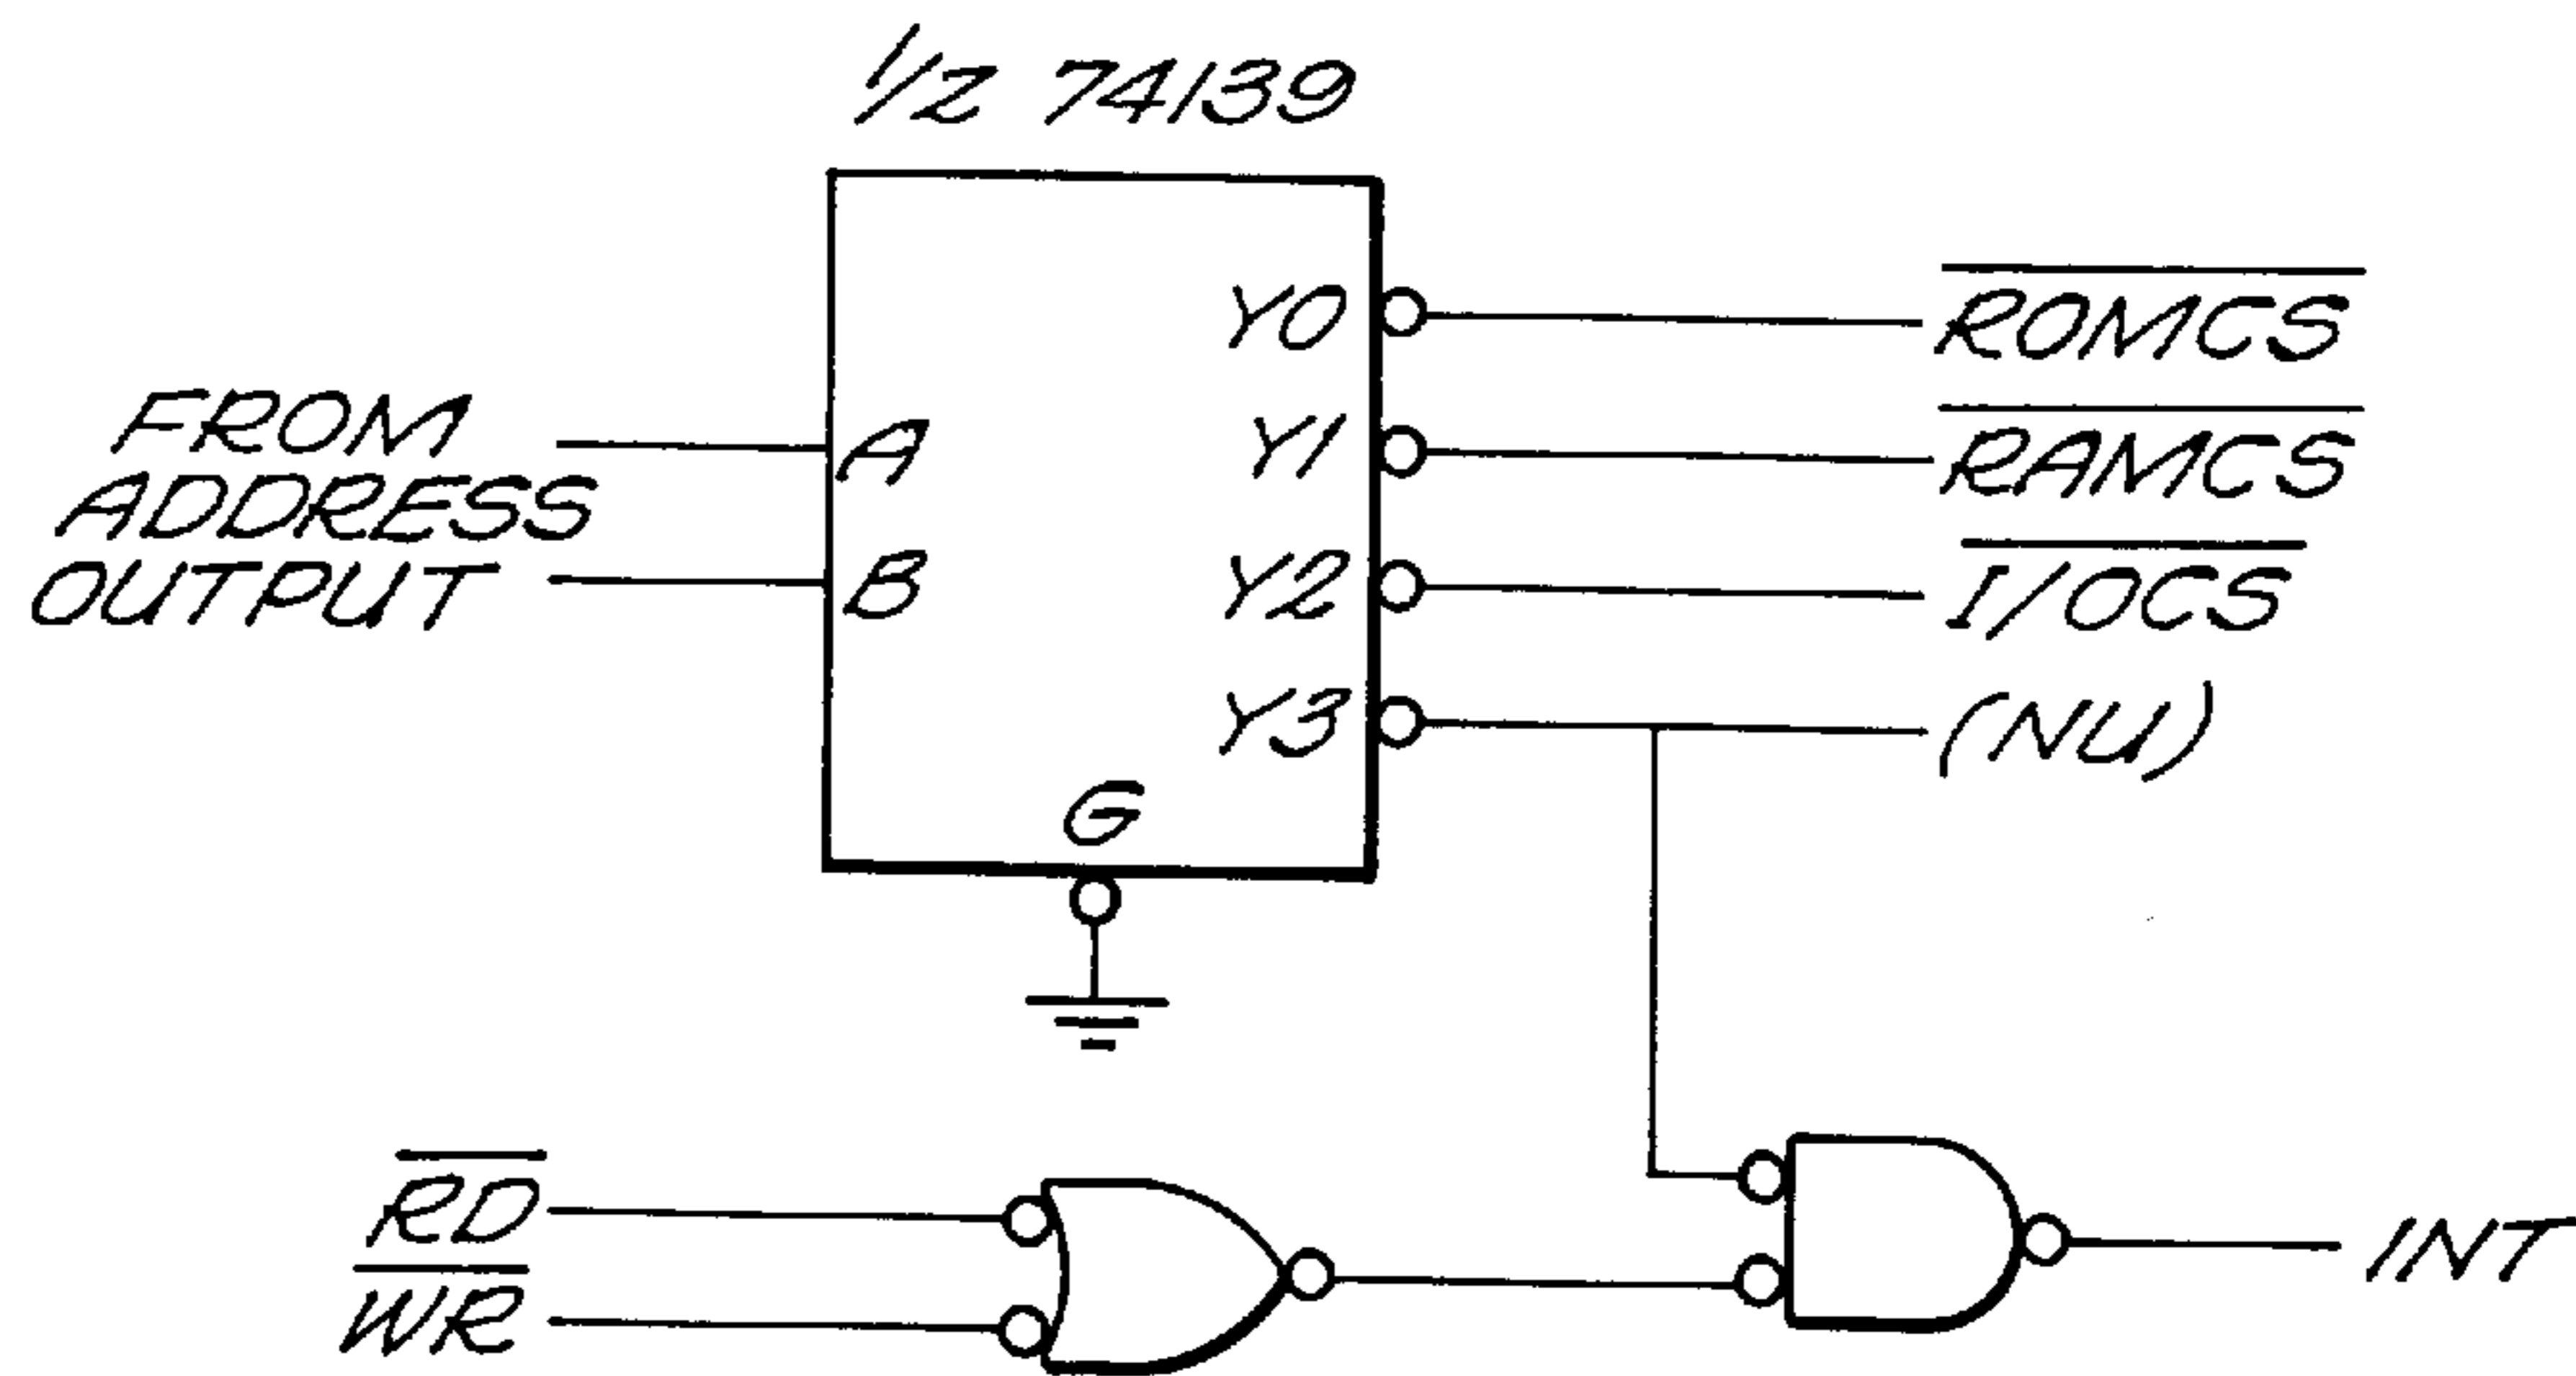 1/2 74139
Y0
ROMCS
Y1
RAMCS
FROM
ADDRESS
OUTPUT
A
B
Y2
I/OCS
Y3
(NU)
G
RD
WR
INT